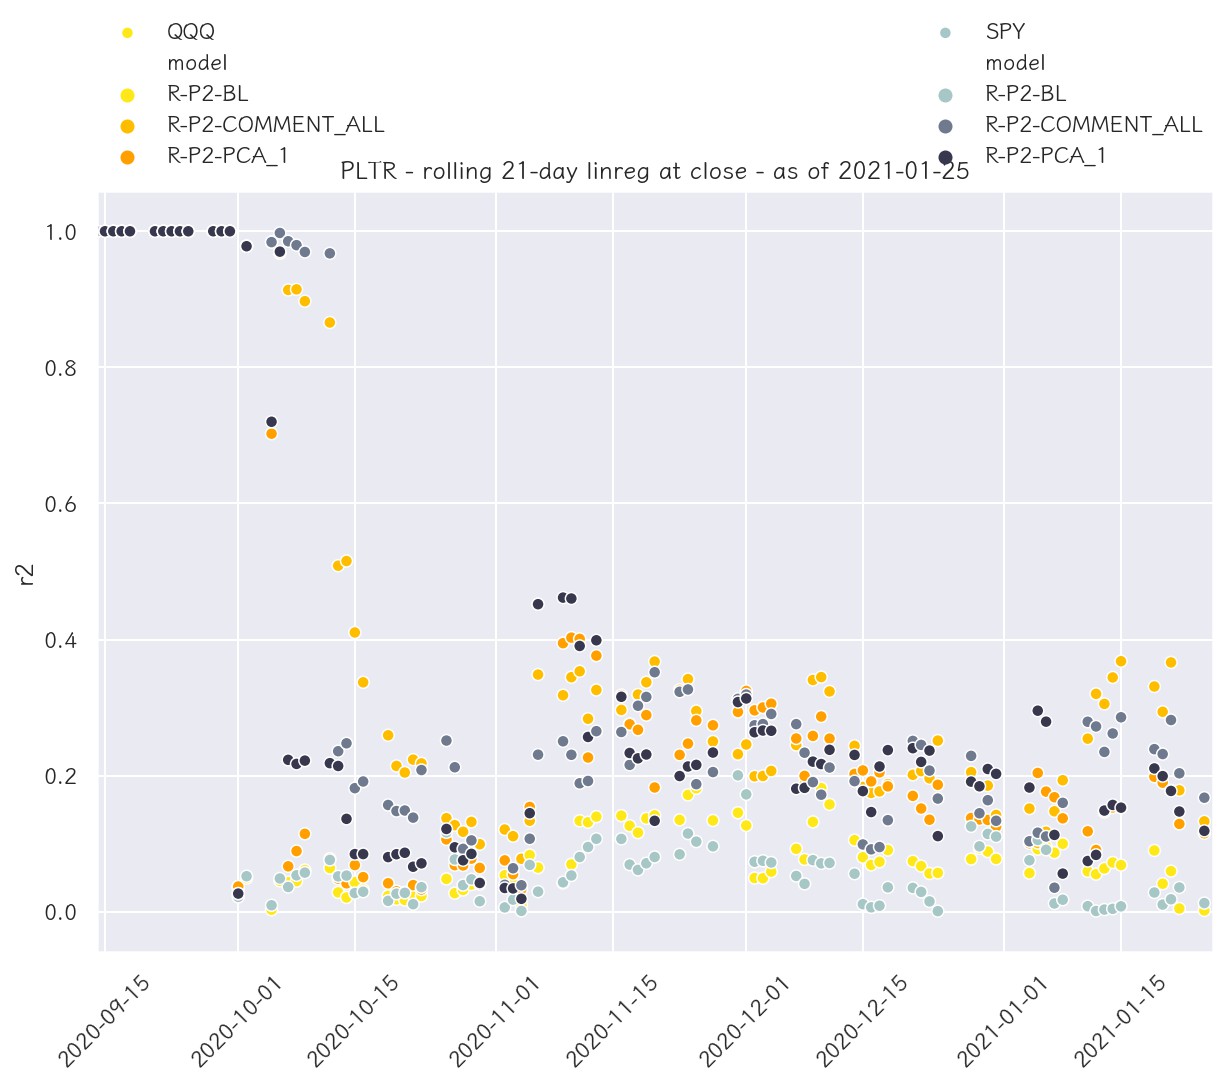 QQQ
model
R-P2-BL
R-P2-COMMENT_ALL
R-P2-PCA_1
SPY
model
R-P2-BL
R-P2-COMMENT_ALL
R-P2-PCA_1
PLTR - rolling 21-day linreg at close - as of 2021-01-25
1.0
0.8
0.6
0.4
0.2
0.0
r2
2020-09-15
2020-10-01
2020-10-15
2020-11-01
2020-11-15
2020-12-01
2020-12-15
2021-01-01
2021-01-15